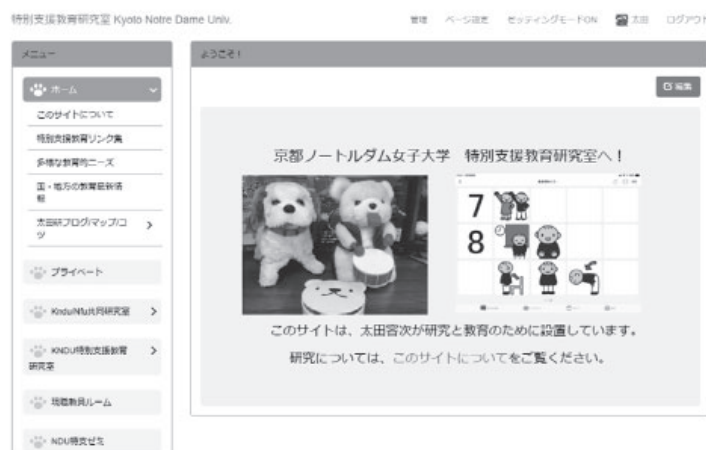 特別支援教育研究室 Kyoto Notre Dame Univ.
管理 ページ設定 セッティングモードON 太田 ログアウト
メニュー
ホーム
このサイトについて
特別支援教育リンク集
多様な教育的ニーズ
国・地方の教育最新情
報
太田研ブログ/マップ/コ
ツ
プライベート
Kndu/Nfu共同研究室
KNDU特別支援教育
研究室
現職教員ルーム
NDU特支ゼミ
ようこそ！
編集
京都ノートルダム女子大学 特別支援教育研究室へ！
7
8
このサイトは、太田容次が研究と教育のために設置しています。
研究については、このサイトについてをご覧ください。